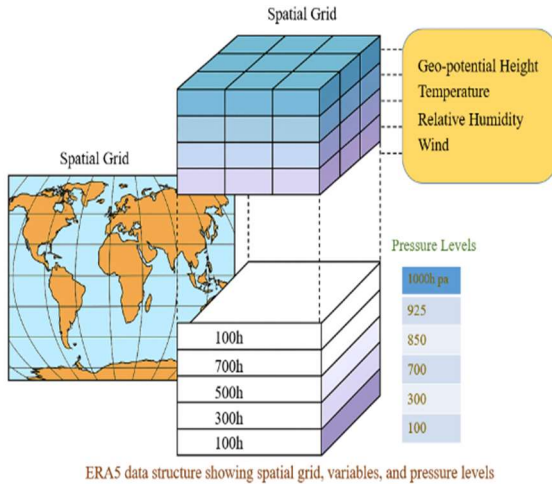 Spatial Grid
Geo-potential Height
Temperature
Relative Humidity
Wind
Spatial Grid
Pressure Levels
1000h pa
925
850
700
300
100
100h
700h
500h
300h
100h
ERA5 data structure showing spatial grid, variables, and pressure levels